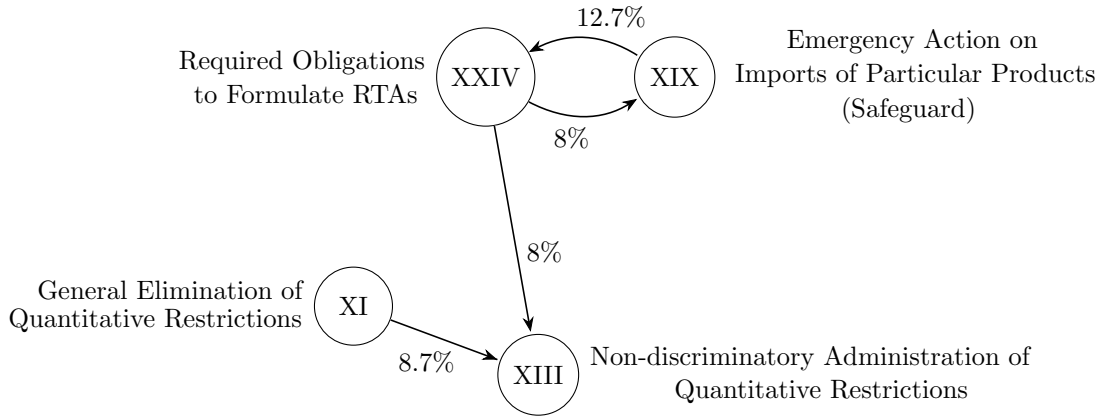 12.7%
Required Obligations
to Formulate RTAs
XXIV
XIX
Emergency Action on
Imports of Particular Products
(Safeguard)
8%
8%
General Elimination of
Quantitative Restrictions
XI
8.7%
XIII
Non-discriminatory Administration of
Quantitative Restrictions